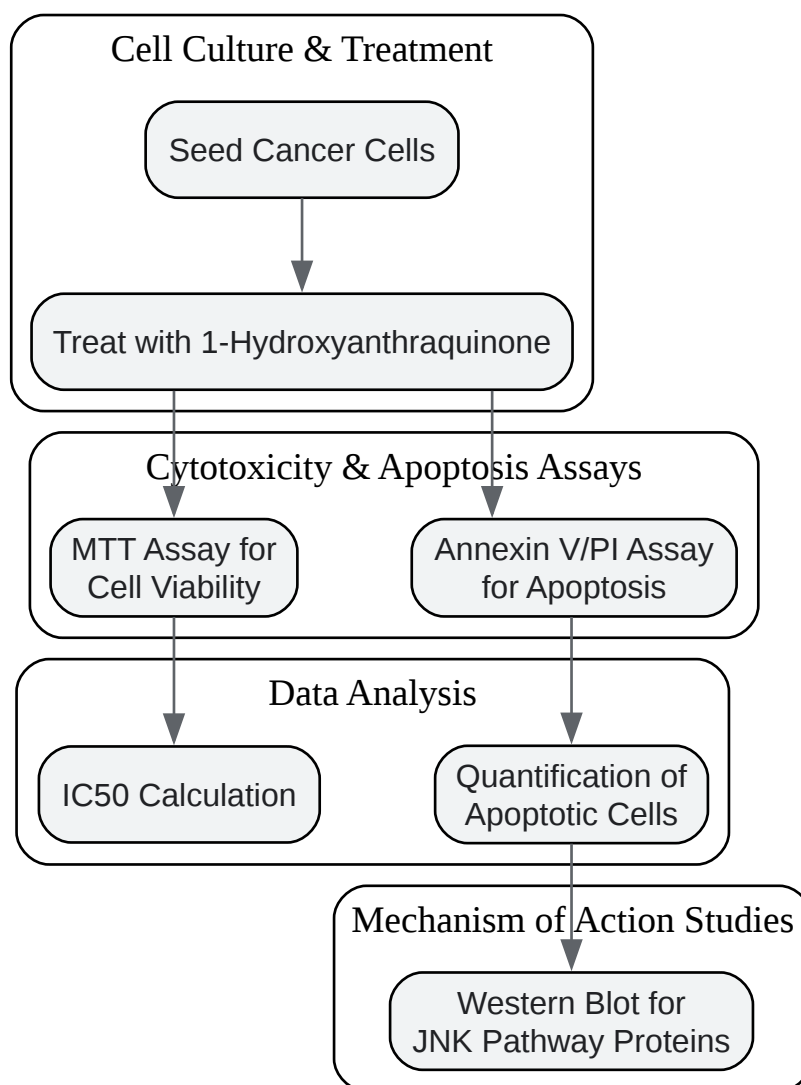 Cell Culture & Treatment
Seed Cancer Cells
Treat with 1-Hydroxyanthraquinone
Cytotoxicity & Apoptosis Assays
MTT Assay for
Cell Viability
Annexin V/PI Assay
for Apoptosis
Data Analysis
IC50 Calculation
Quantification of
Apoptotic Cells
Mechanism of Action Studies
Western Blot for
JNK Pathway Proteins